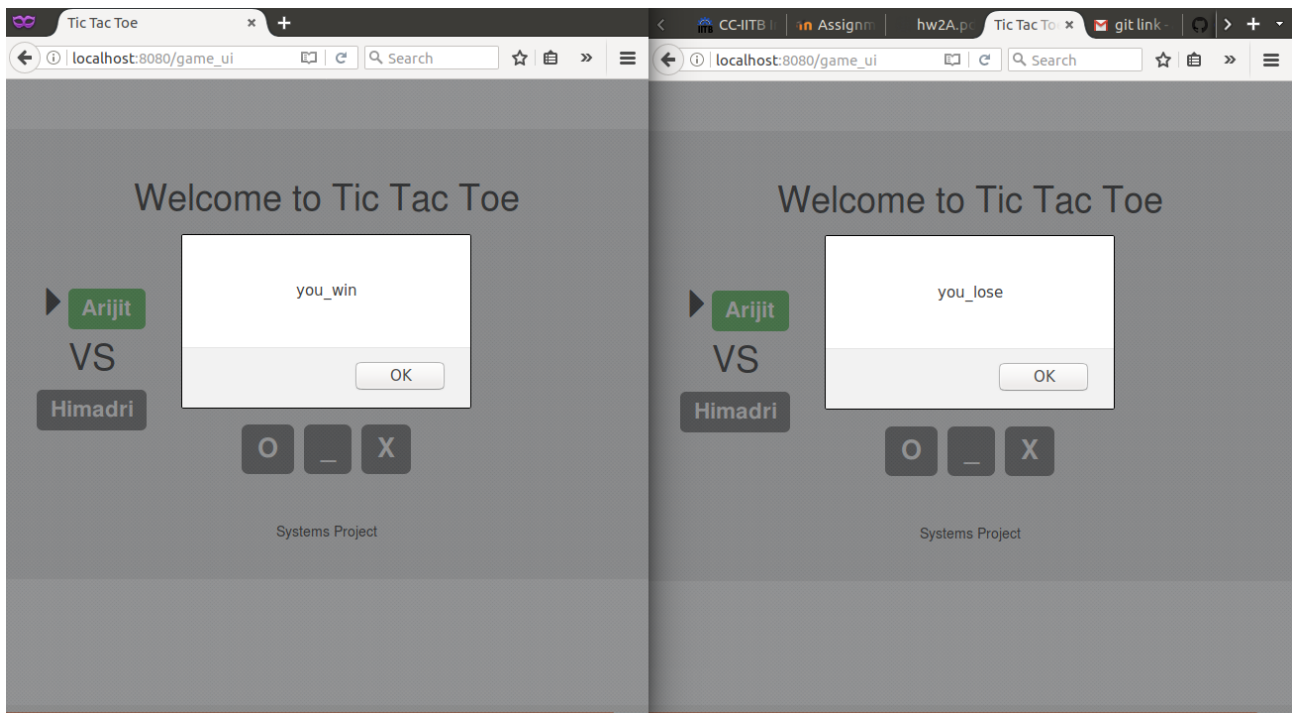 Tic Tac Toe
localhost:8080/game_ui
Search
Welcome to Tic Tac Toe
you_win
OK
Arijit
VS
Himadri
O _ X
Systems Project
CC-IITB
Assignm
hw2A.
Tic Tac To
git link -
localhost:8080/game_ui
Search
Welcome to Tic Tac Toe
you_lose
OK
Arijit
VS
Himadri
O _ X
Systems Project